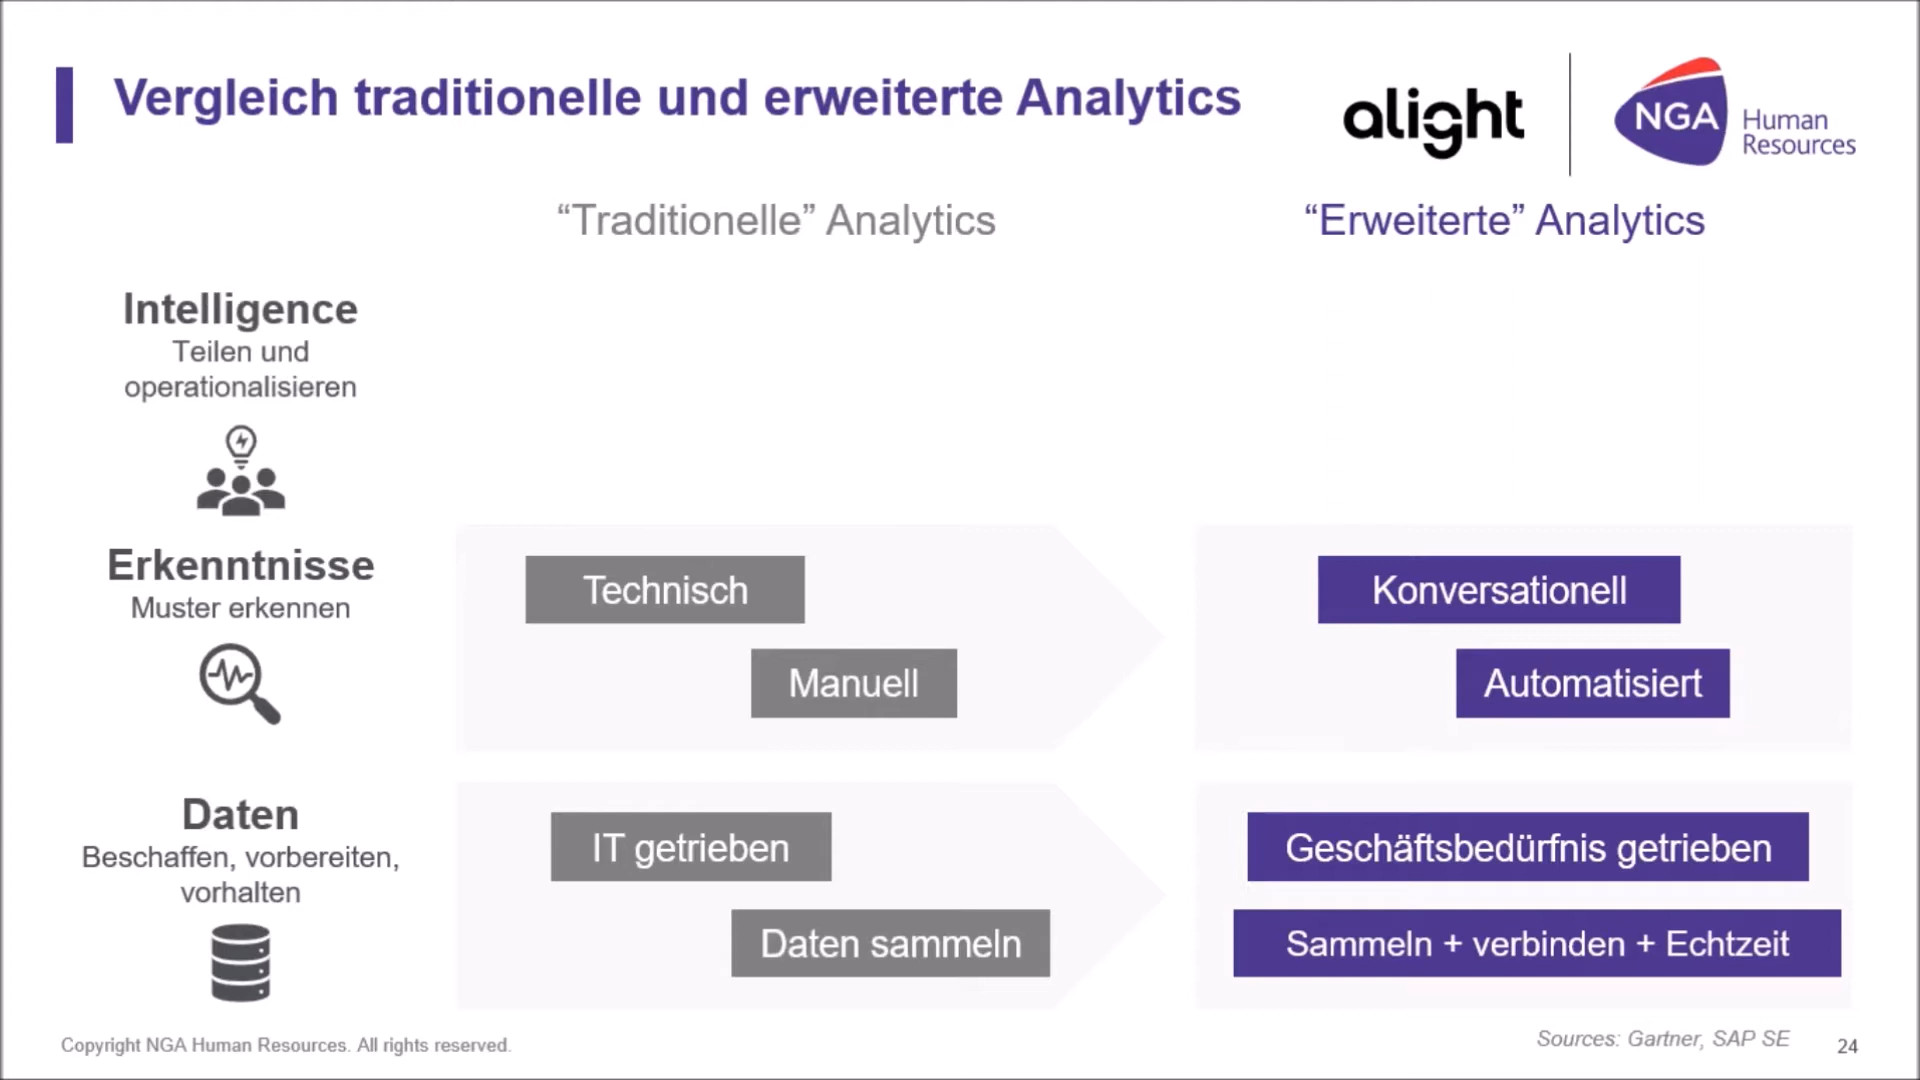 Vergleich traditionelle und erweiterte Analytics
alight
NGA
Human
Resources
“Traditionelle” Analytics
“Erweiterte” Analytics
Intelligence
Teilen und
operationalisieren
Erkenntnisse
Muster erkennen
Technisch
Manuell
Konversationell
Automatisiert
Daten
Beschaffen, vorbereiten,
vorhalten
IT getrieben
Daten sammeln
Geschäftsbedürfnis getrieben
Sammeln + verbinden + Echtzeit
Copyright NGA Human Resources. All rights reserved.
Sources: Gartner, SAP SE
24